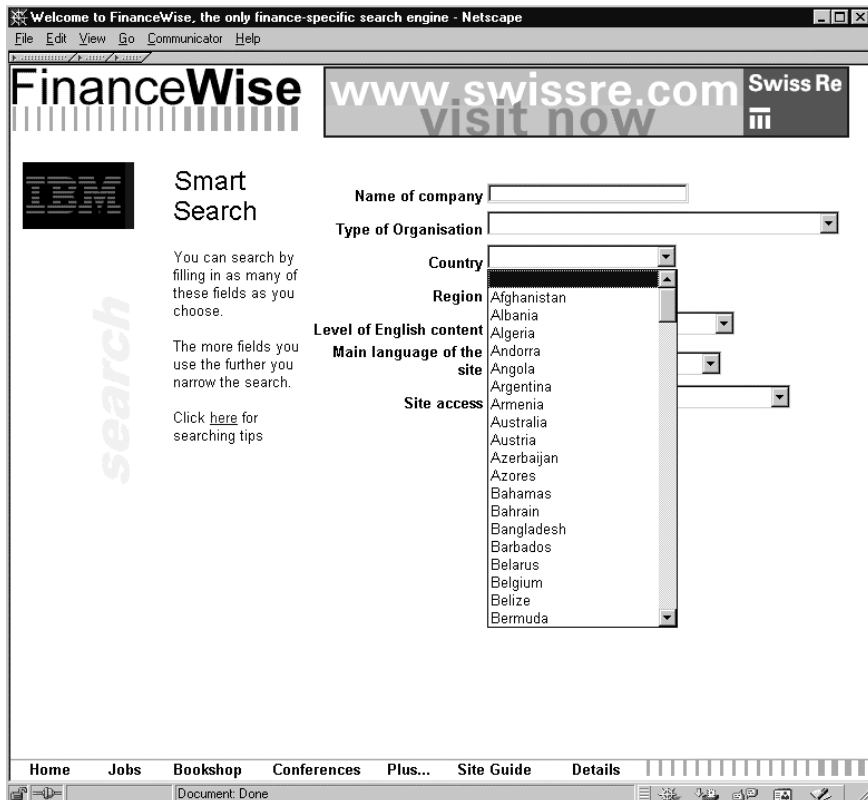 Welcome to FinanceWise, the only finance-specific search engine - Netscape
File Edit View Go Communicator Help
FinanceWise
www.swissre.com
visit now
Swiss Re
IBM
Smart
Search
You can search by
filling in as many of
these fields as you
choose.
The more fields you
use the further you
narrow the search.
Click here for
searching tips
search
Name of company
Type of Organisation
Country
Region
Level of English content
Main language of the
site
Site access
Afghanistan
Albania
Algeria
Andorra
Angola
Argentina
Armenia
Australia
Austria
Azerbaijan
Azores
Bahamas
Bahrain
Bangladesh
Barbados
Belarus
Belgium
Belize
Bermuda
Home Jobs Bookshop Conferences Plus... Site Guide Details
Document: Done